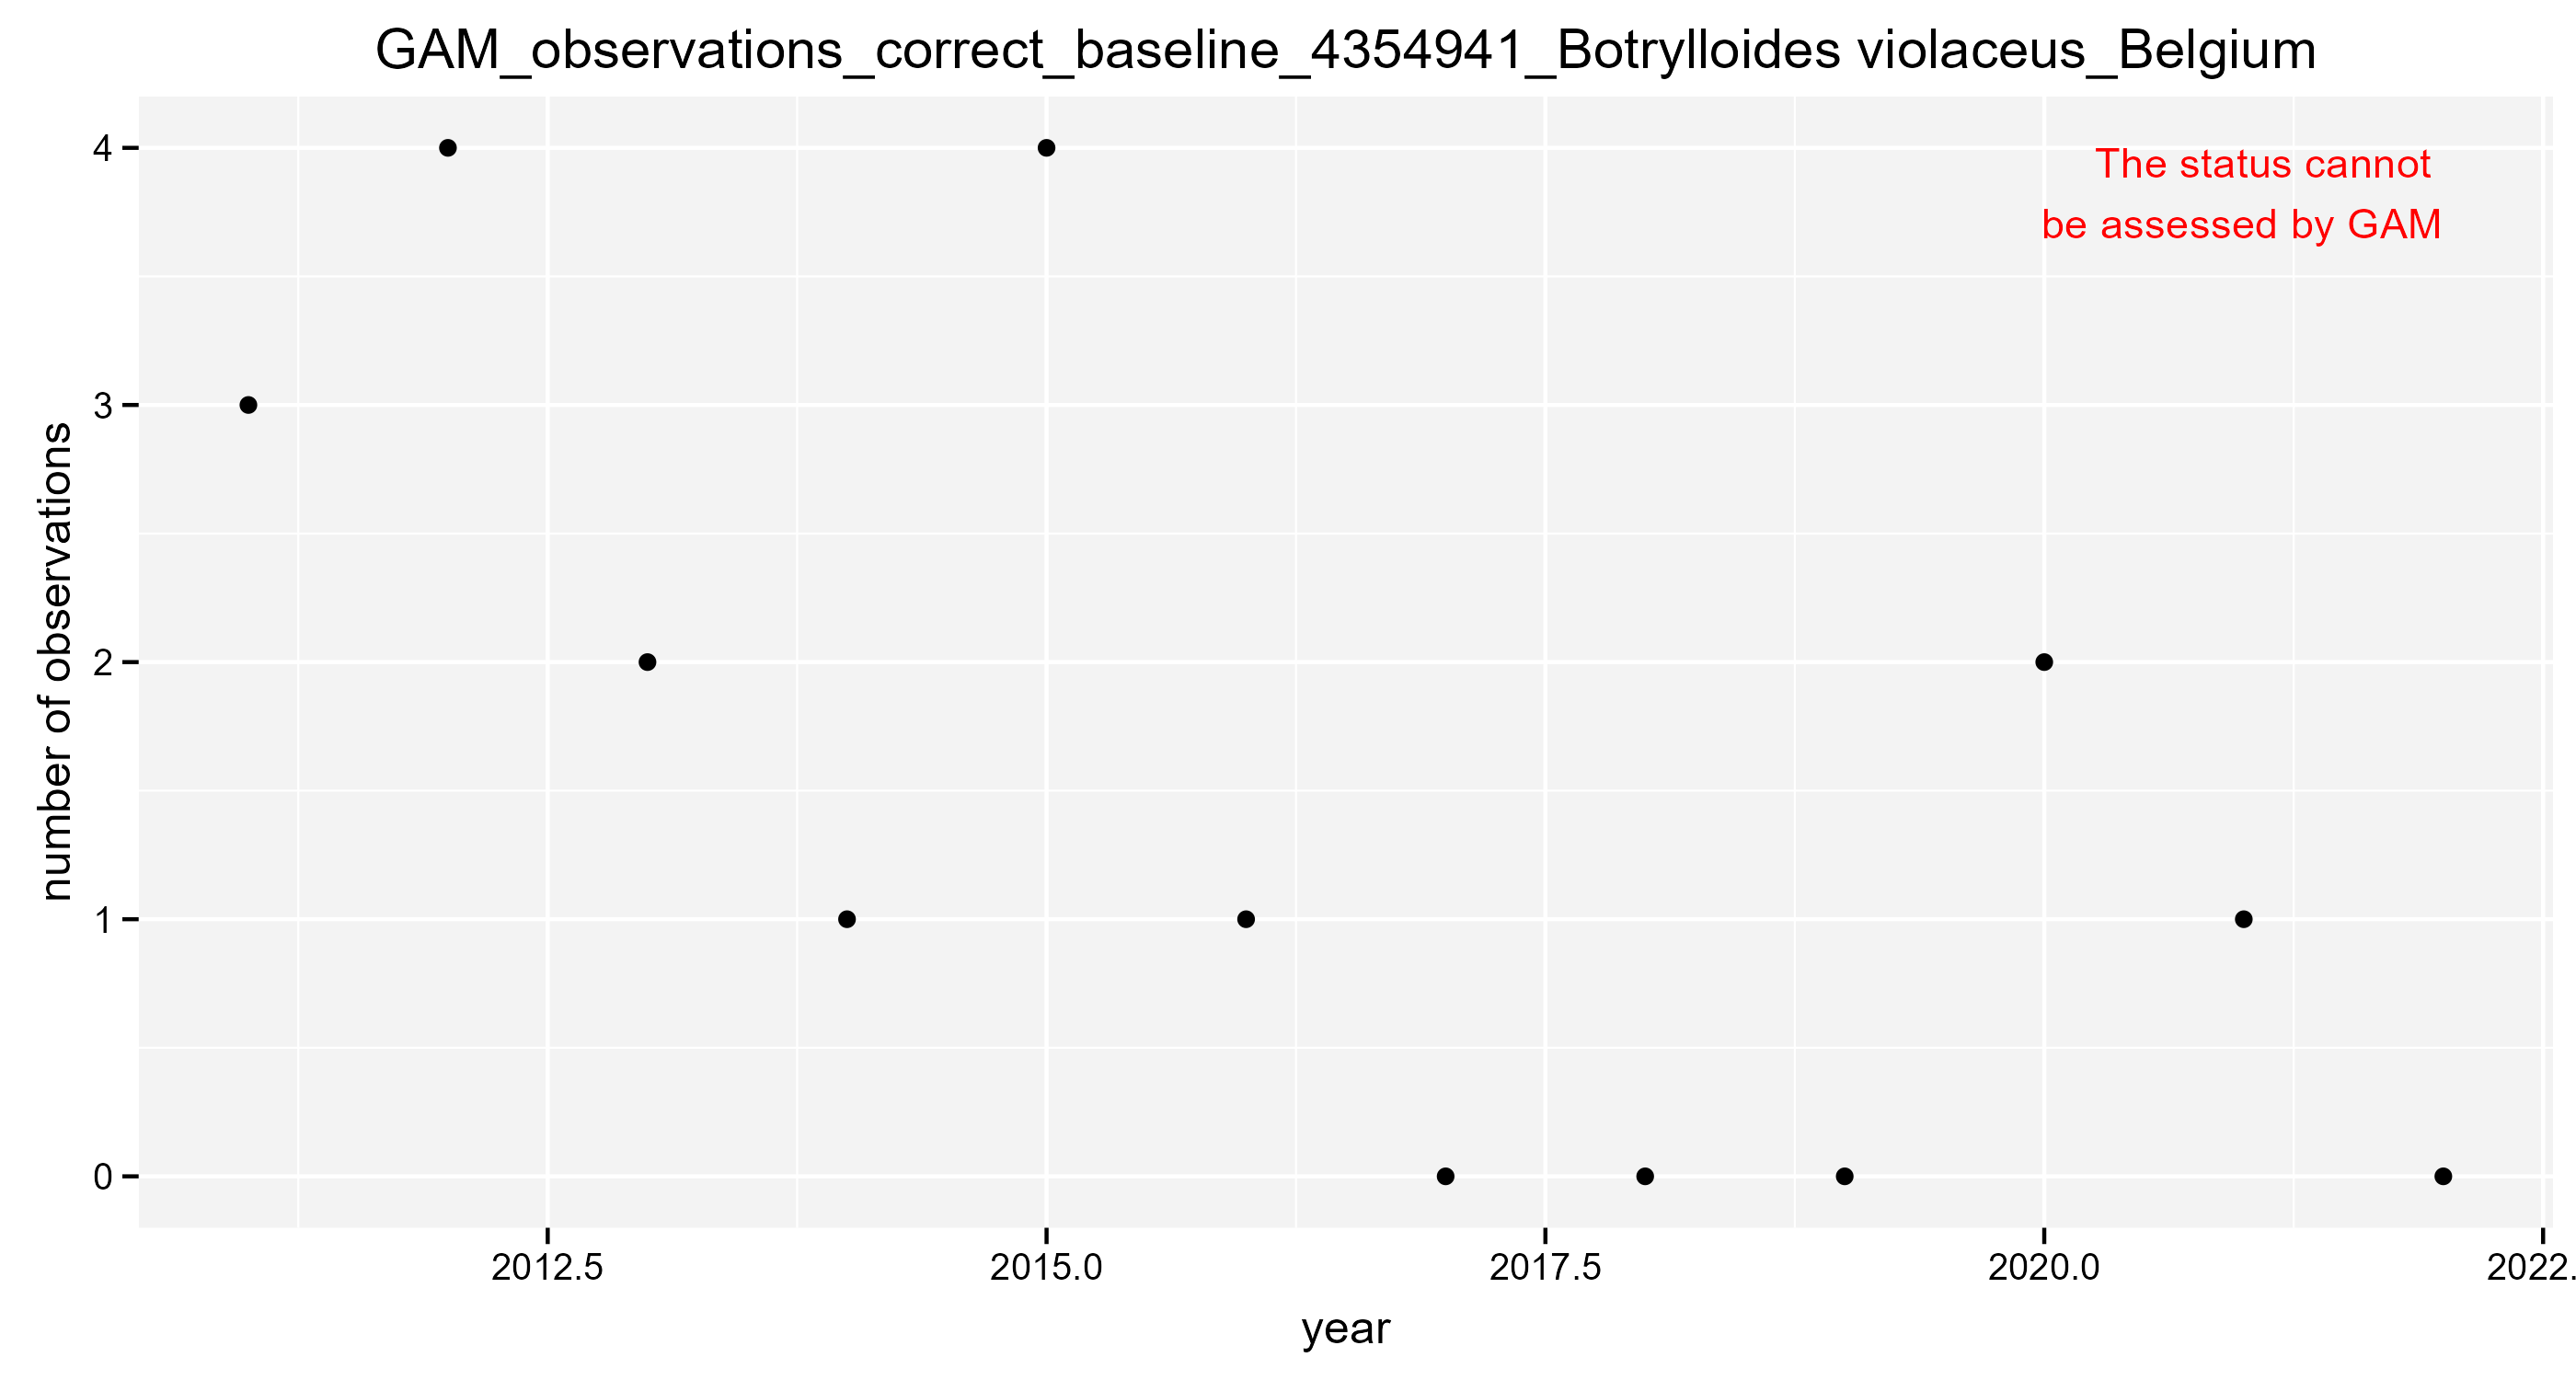 GAM_observations_correct_baseline_4354941_Botrylloides violaceus_Belgium
The status cannot
be assessed by GAM
number of observations
4
3
2
1
0
2012.5
2015.0
2017.5
2020.0
2022.
year